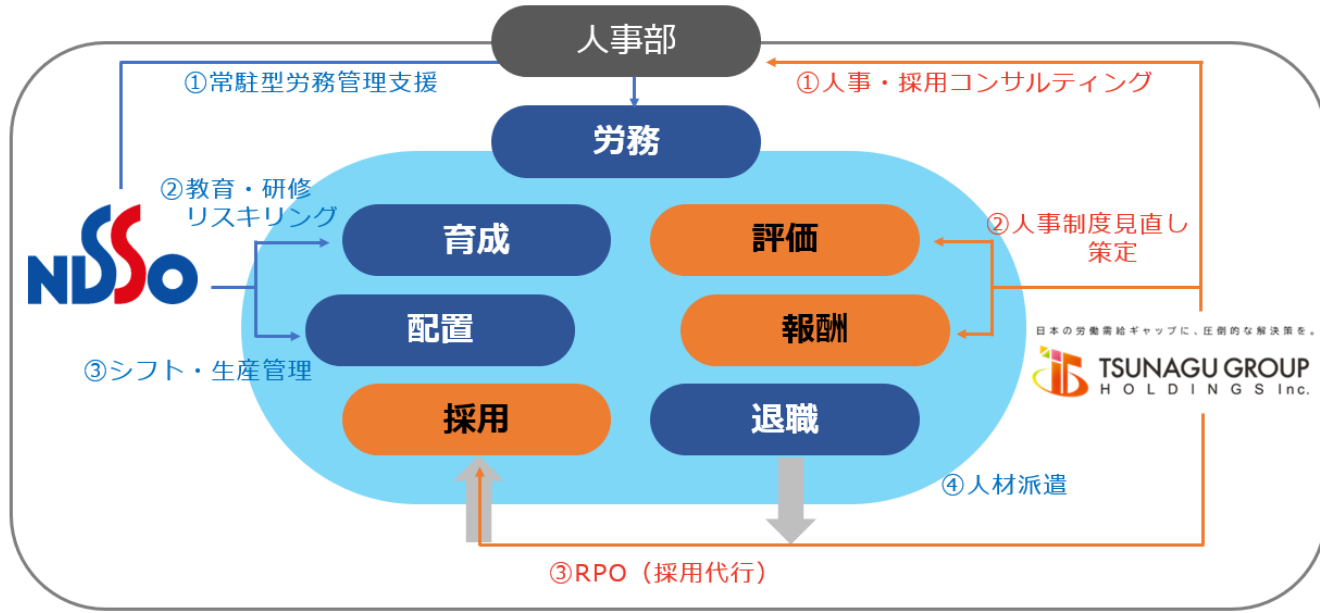 人事部
①常駐型労務管理支援
①人事・採用コンサルティング
労務
②教育・研修
リスキリング
育成
評価
②人事制度見直し
策定
NISSO
配置
報酬
③シフト・生産管理
日本の労働需給ギャップに、圧倒的な解決策を。
TSUNAGU GROUP
HOLDINGS Inc.
採用
退職
④人材派遣
③RPO（採用代行）